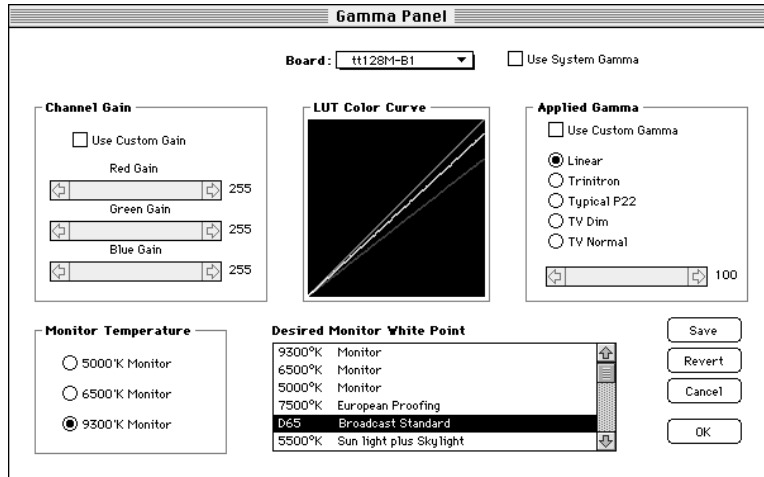 Gamma Panel
Board: tt128M-B1
Use System Gamma
Channel Gain
Use Custom Gain
Red Gain
255
Green Gain
255
Blue Gain
255
LUT Color Curve
Applied Gamma
Use Custom Gamma
Linear
Trinitron
Typical P22
TV Dim
TV Normal
100
Monitor Temperature
5000'K Monitor
6500'K Monitor
9300'K Monitor
Desired Monitor White Point
9300°K Monitor
6500°K Monitor
5000°K Monitor
7500°K European Proofing
D65 Broadcast Standard
5500°K Sun light plus Skylight
Save
Revert
Cancel
OK